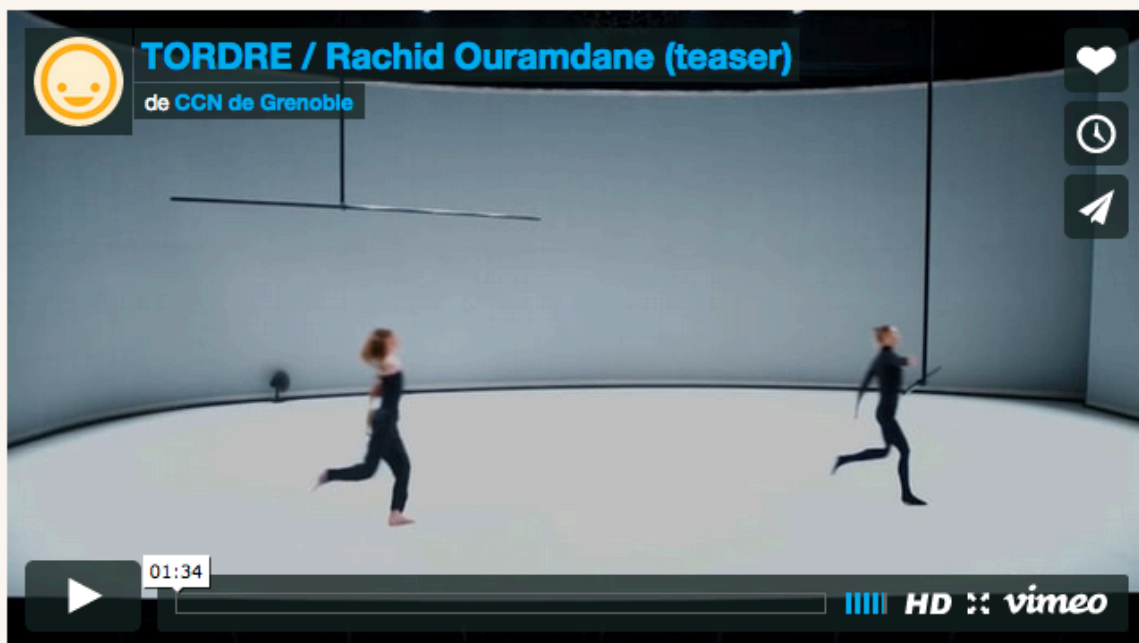 TORDRE / Rachid Ouramdane (teaser)
de CCN de Grenoble
01:34
HD vimeo